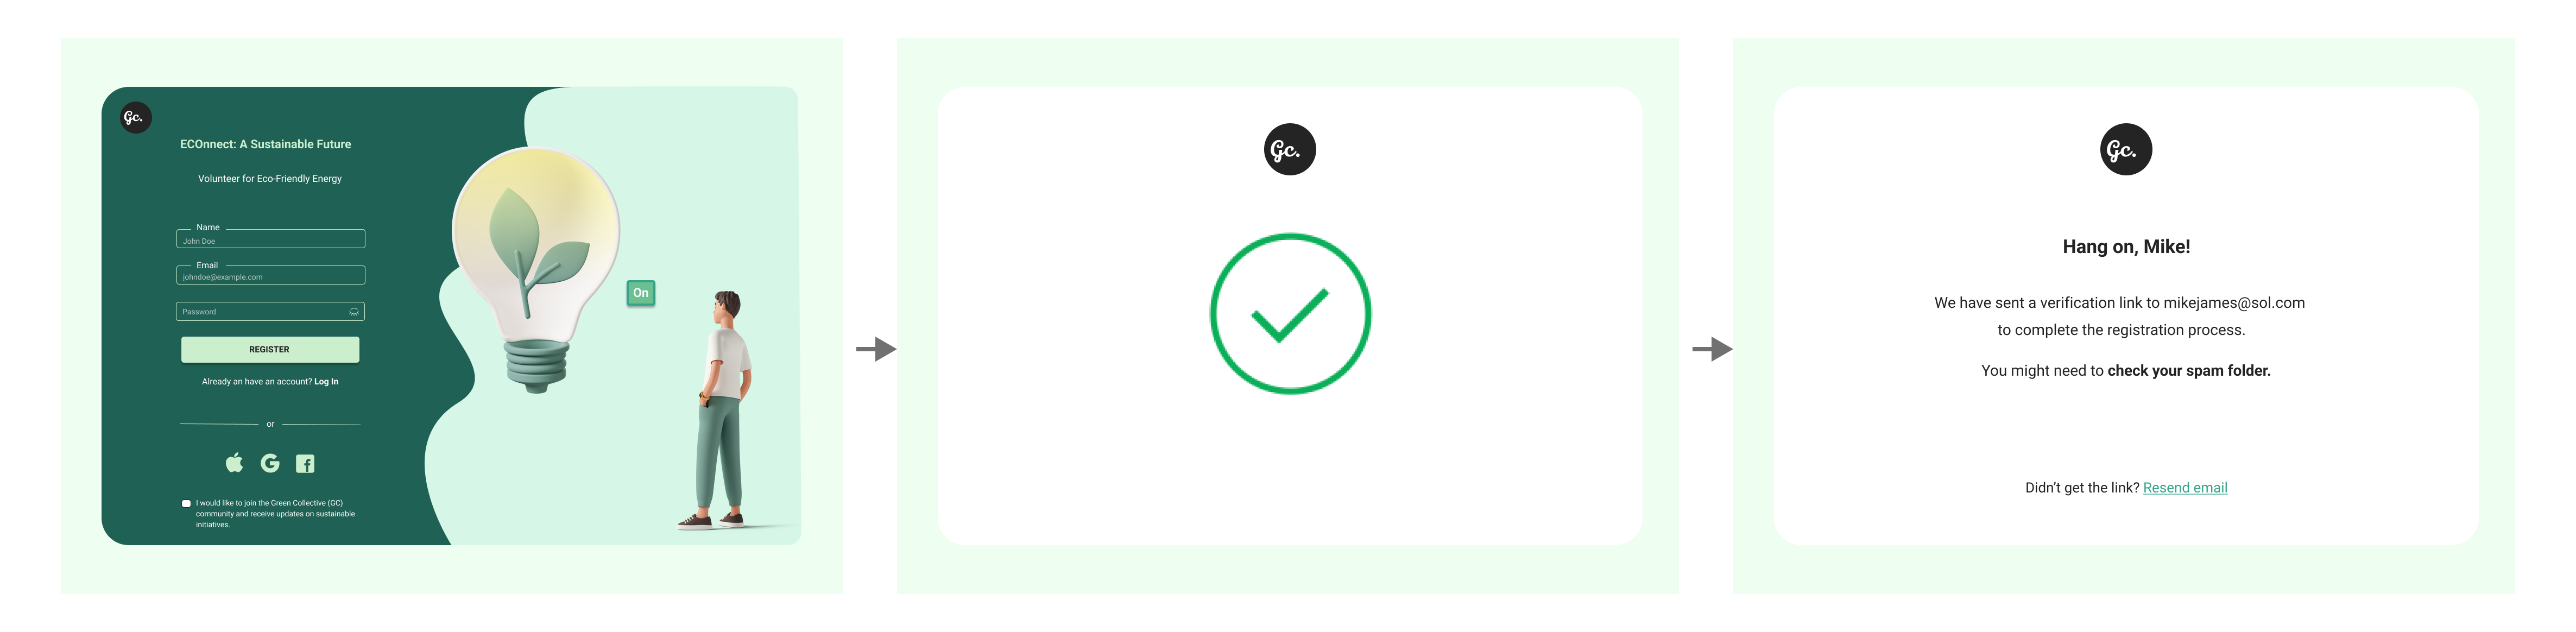 Gc.
ECOnnect: A Sustainable Future
Volunteer for Eco-Friendly Energy
Name
John Doe
Email
johndoe@example.com
Password
REGISTER
Already an have an account? Log In
or
I would like to join the Green Collective (GC)
community and receive updates on sustainable
initiatives.
On
Gc.
Gc.
Hang on, Mike!
We have sent a verification link to mikejames@sol.com
to complete the registration process.
You might need to check your spam folder.
Didn’t get the link? Resend email